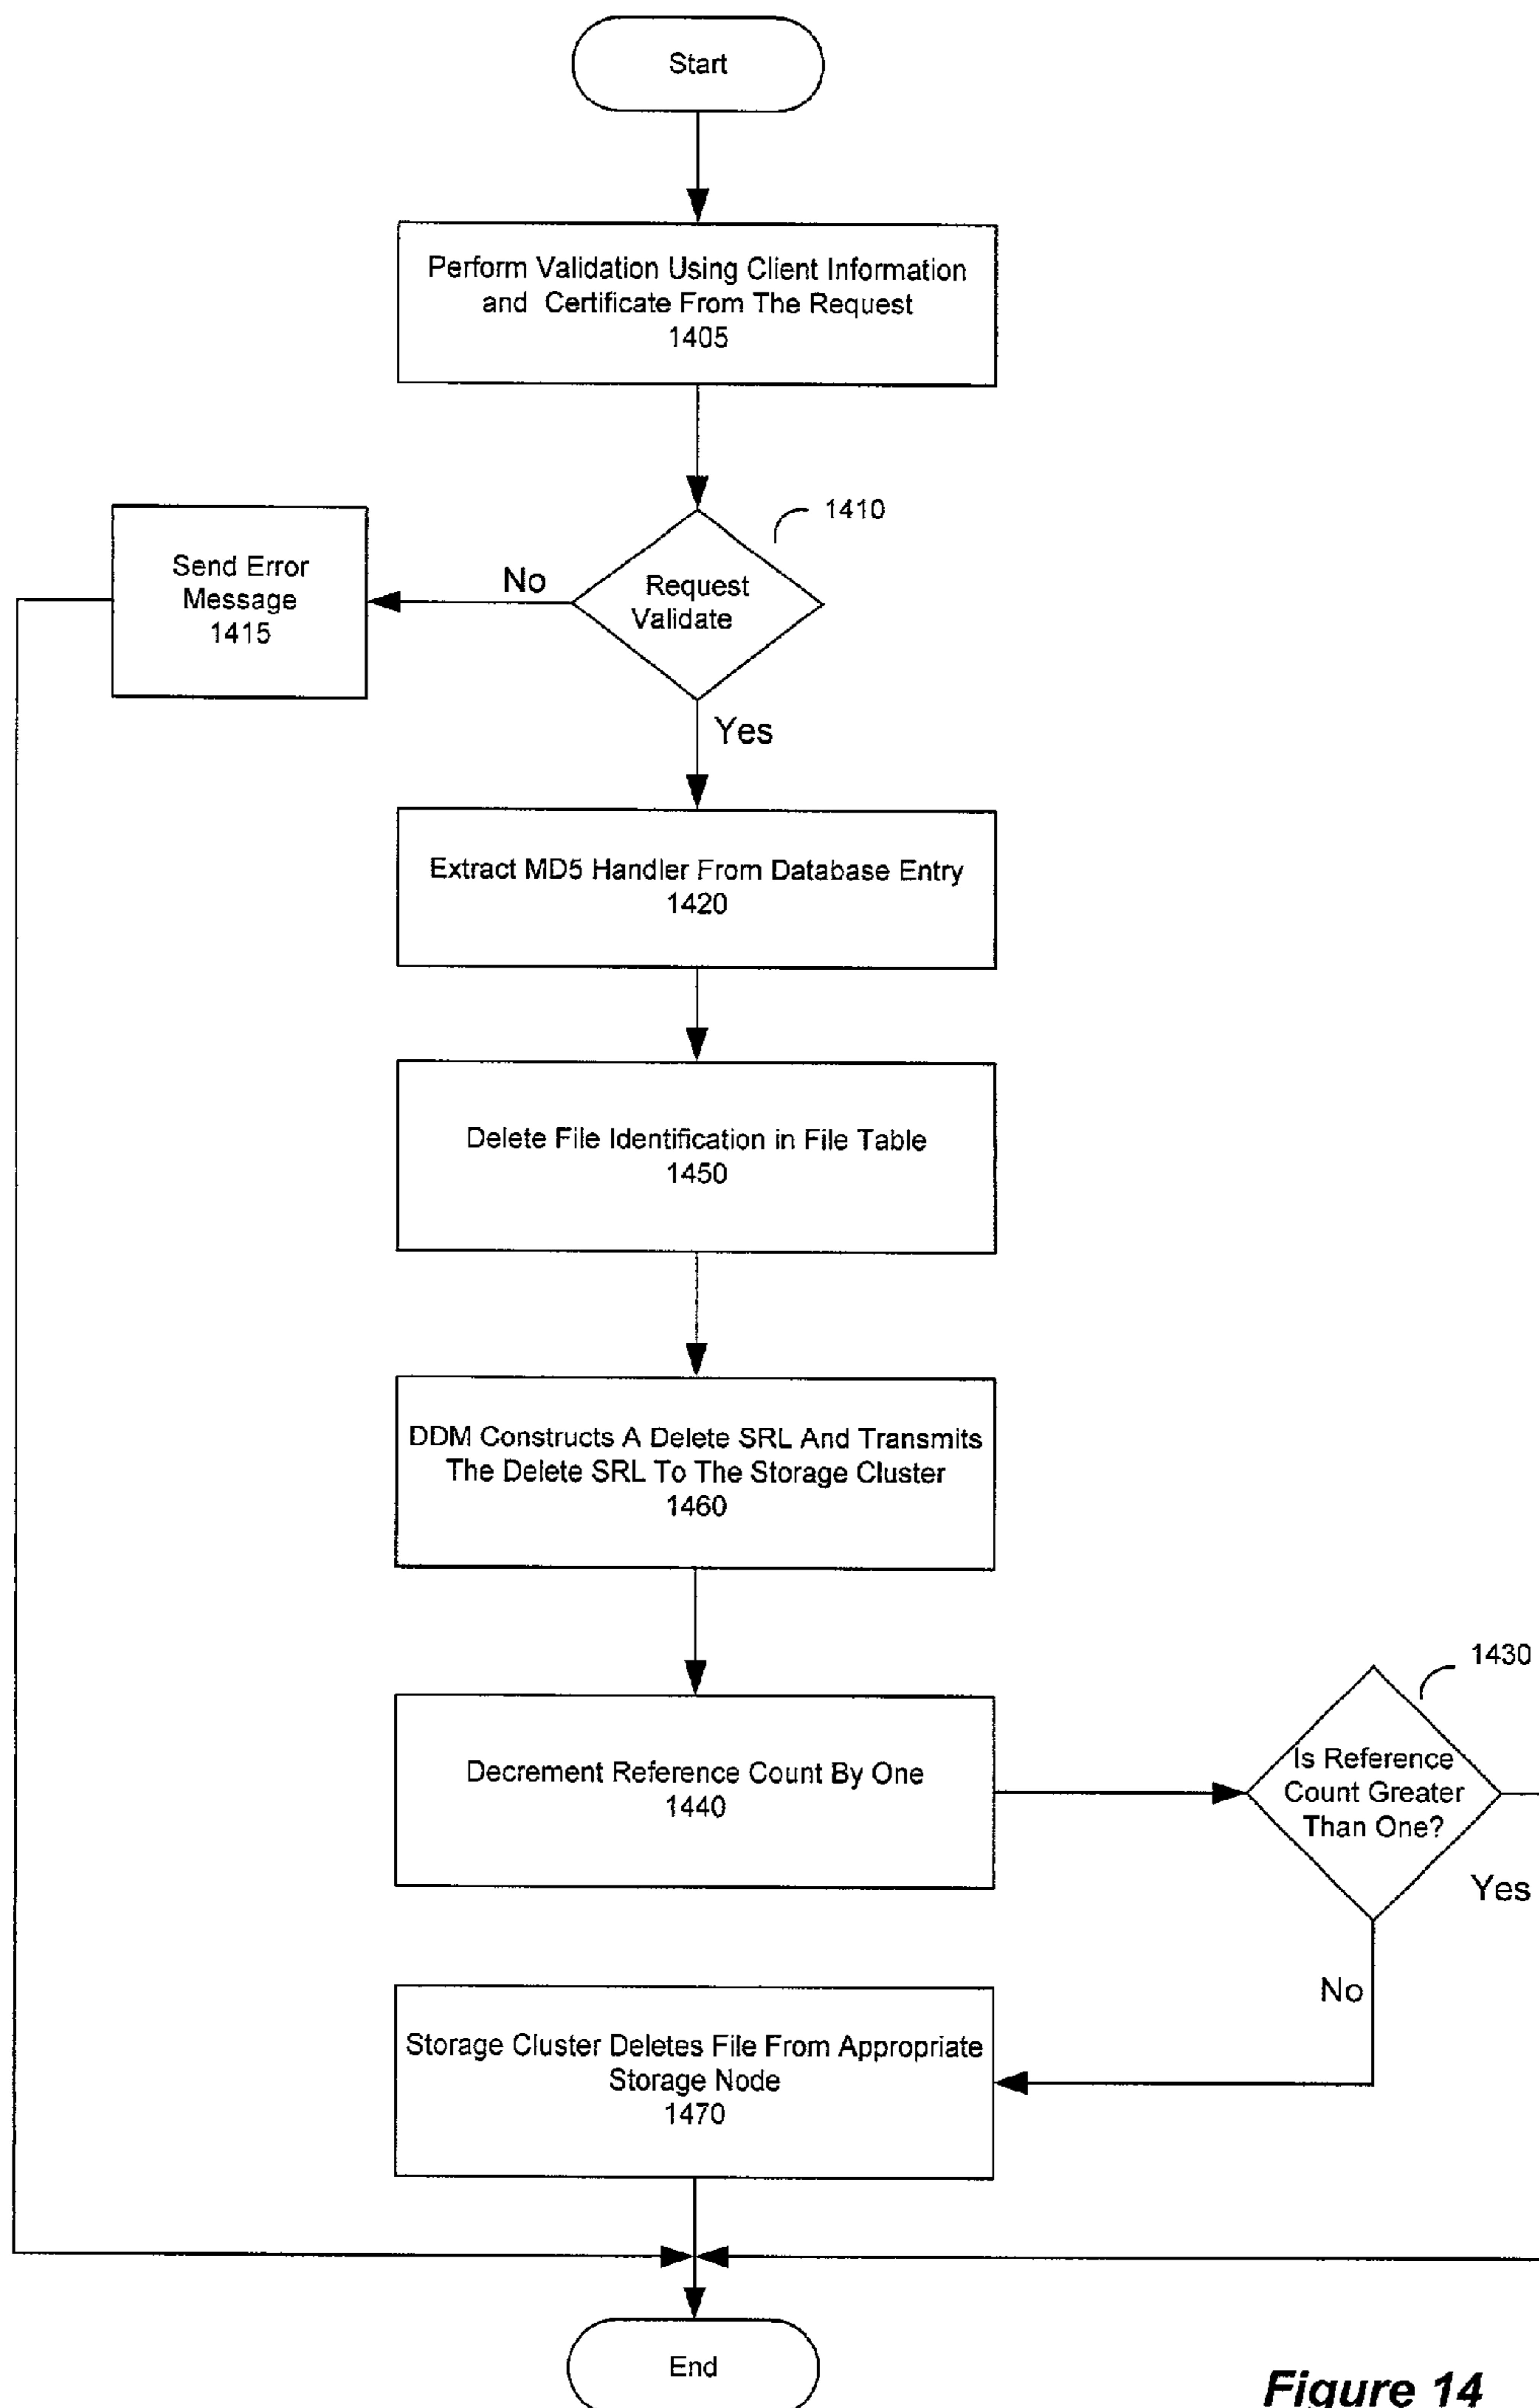 Start
Perform Validation Using Client Information
and Certificate From The Request
1405
1410
Request
Validate
No
Send Error
Message
1415
Yes
Extract MD5 Handler From Database Entry
1420
Delete File Identification in File Table
1450
DDM Constructs A Delete SRL And Transmits
The Delete SRL To The Storage Cluster
1460
Decrement Reference Count By One
1440
1430
Is Reference
Count Greater
Than One?
Yes
No
Storage Cluster Deletes File From Appropriate
Storage Node
1470
End
Figure 14